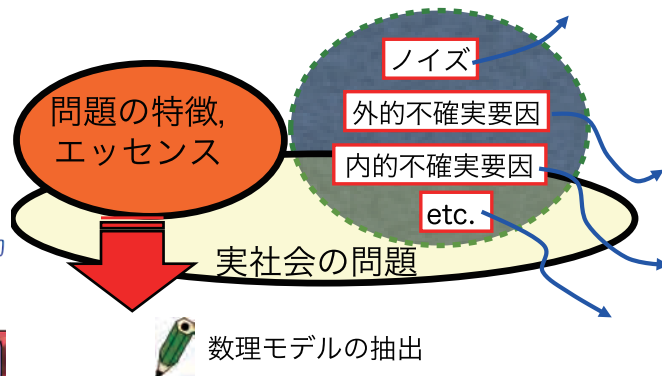 ノイズ
問題の特徴,
エッセンス
外的不確実要因
内的不確実要因
etc.
実社会の問題
数理モデルの抽出